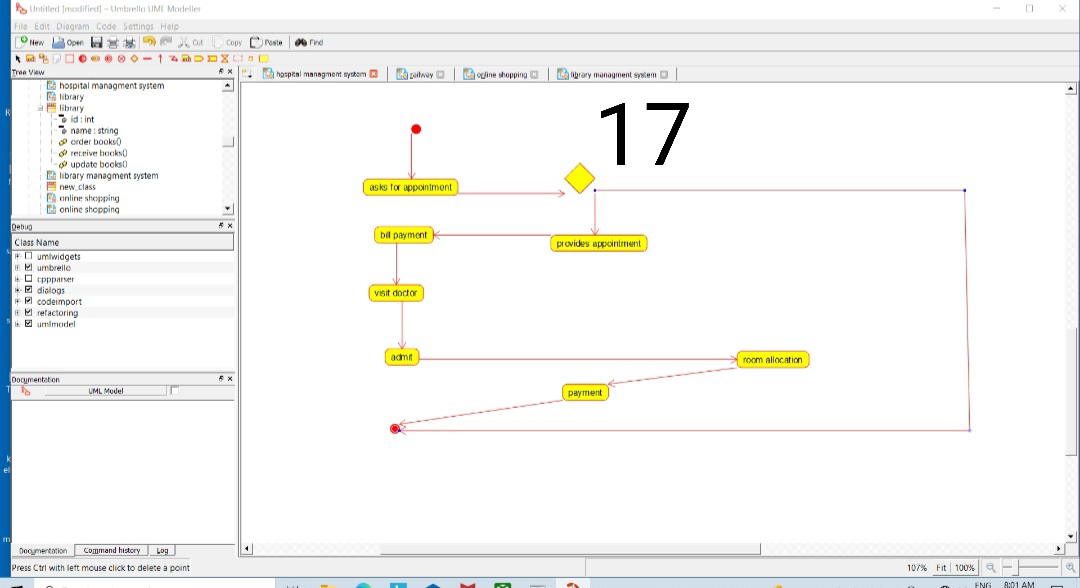 Untitled [modified] - Umbrello UML Modeller
File Edit Diagram Code Settings Help
New Open Cut Copy Paste Find
Tree View
hospital managment system railway online shopping library managment system
hospital managment system
library
library
id : int
name : string
order books()
receive books()
update books()
library managment system
new_class
online shopping
online shopping
17
asks for appointment
bill payment
provides appointment
visit doctor
admit
room allocation
payment
Debug
Class Name
umlwidgets
umbrello
cppparser
dialogs
codeimport
refactoring
umlmodel
Documentation
UML Model
Documentation Command history Log
Press Ctrl with left mouse click to delete a point
107% Fit 100%
ENG 8:01 AM